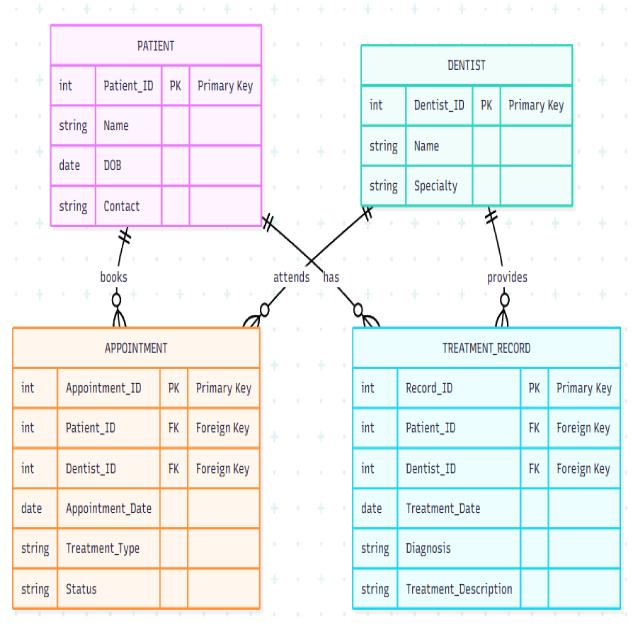 PATIENT
int Patient_ID PK Primary Key
string Name
date DOB
string Contact
DENTIST
int Dentist_ID PK Primary Key
string Name
string Specialty
books
attends
has
provides
APPOINTMENT
int Appointment_ID PK Primary Key
int Patient_ID FK Foreign Key
int Dentist_ID FK Foreign Key
date Appointment_Date
string Treatment_Type
string Status
TREATMENT_RECORD
int Record_ID PK Primary Key
int Patient_ID FK Foreign Key
int Dentist_ID FK Foreign Key
date Treatment_Date
string Diagnosis
string Treatment_Description